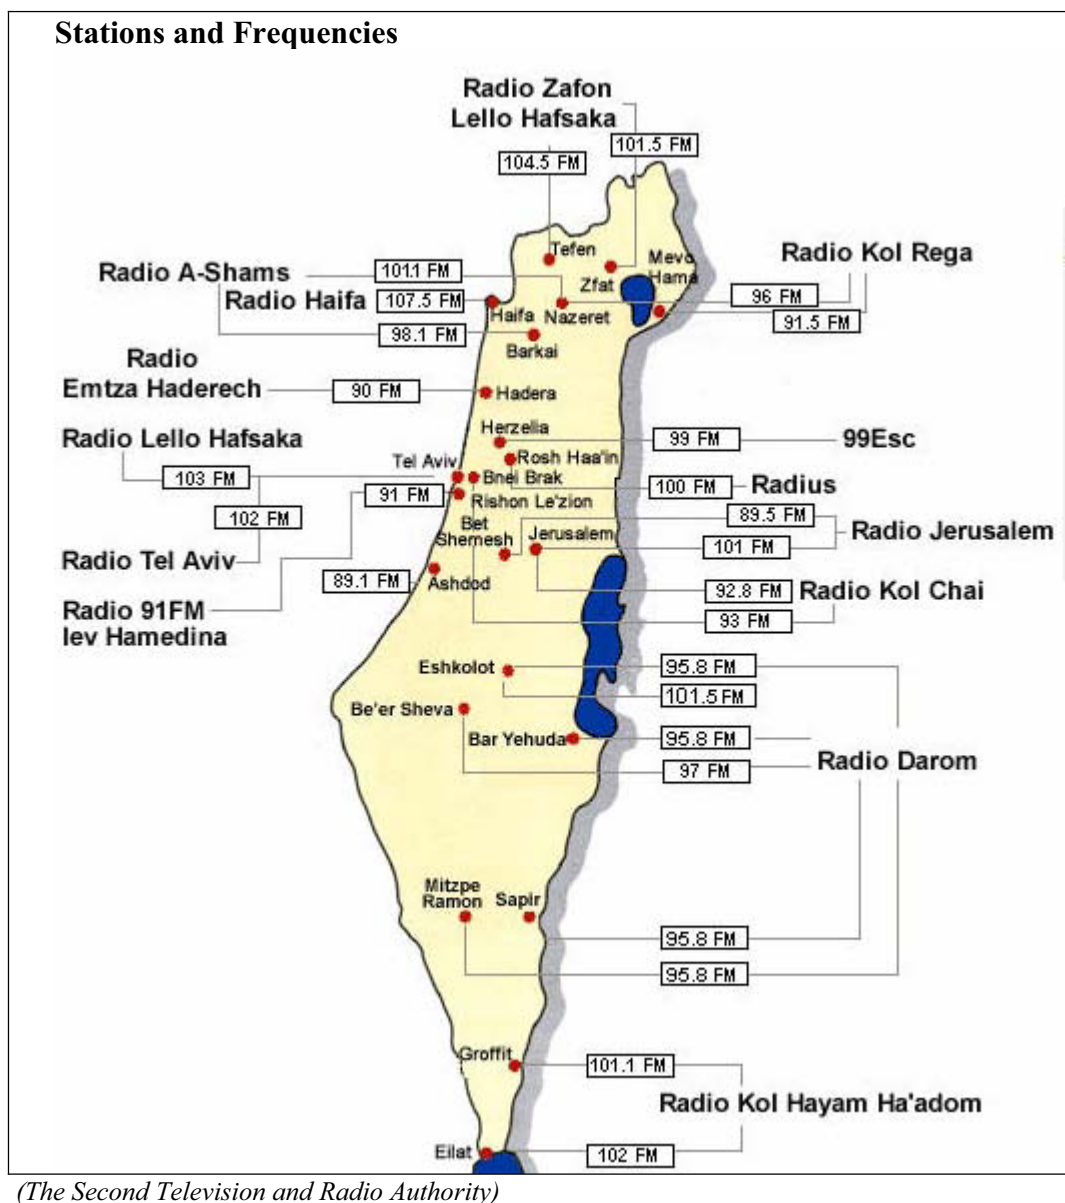 Stations and Frequencies
Radio Zafon
Lello Hafsaka
101.5 FM
104.5 FM
Tefen
Mevo
Hama
Zfat
Radio Kol Rega
Radio A-Shams
101.1 FM
96 FM
Radio Haifa
107.5 FM
Haifa
Nazeret
91.5 FM
98.1 FM
Barkai
Radio
Emtza Haderech
90 FM
Hadera
Herzelia
99 FM
99Esc
Radio Lello Hafsaka
Rosh Haa'in
Tel Aviv
103 FM
Bnei Brak
100 FM
Radius
91 FM
Rishon Le'zion
102 FM
89.5 FM
Bet
Shemesh
Jerusalem
Radio Jerusalem
101 FM
Radio Tel Aviv
89.1 FM
Ashdod
92.8 FM
Radio Kol Chai
Radio 91FM
lev Hamedina
93 FM
Eshkolot
95.8 FM
101.5 FM
Be'er Sheva
Bar Yehuda
95.8 FM
Radio Darom
97 FM
Mitzpe
Ramon
Sapir
95.8 FM
95.8 FM
Groffit
101.1 FM
Radio Kol Hayam Ha'adom
Eilat
102 FM
(The Second Television and Radio Authority)